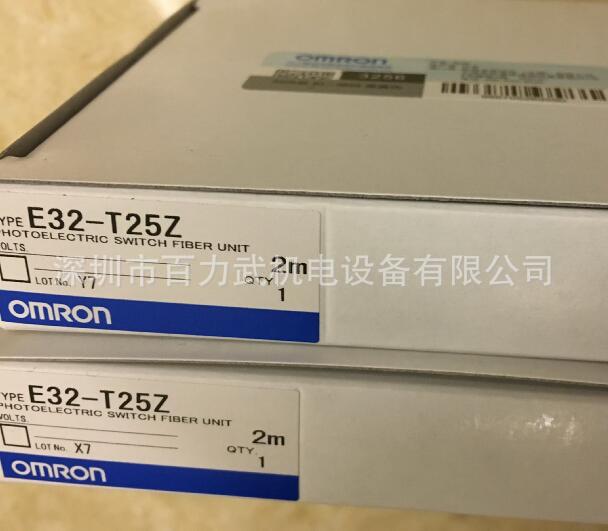 OMRON
3256
TYPE E32-T25Z
PHOTOELECTRIC SWITCH FIBER UNIT
VOLTS
2m
LOT No. Y7
QTY. 1
OMRON
深圳市百力武机电设备有限公司
TYPE E32-T25Z
PHOTOELECTRIC SWITCH FIBER UNIT
VOLTS
2m
LOT No. X7
QTY. 1
OMRON